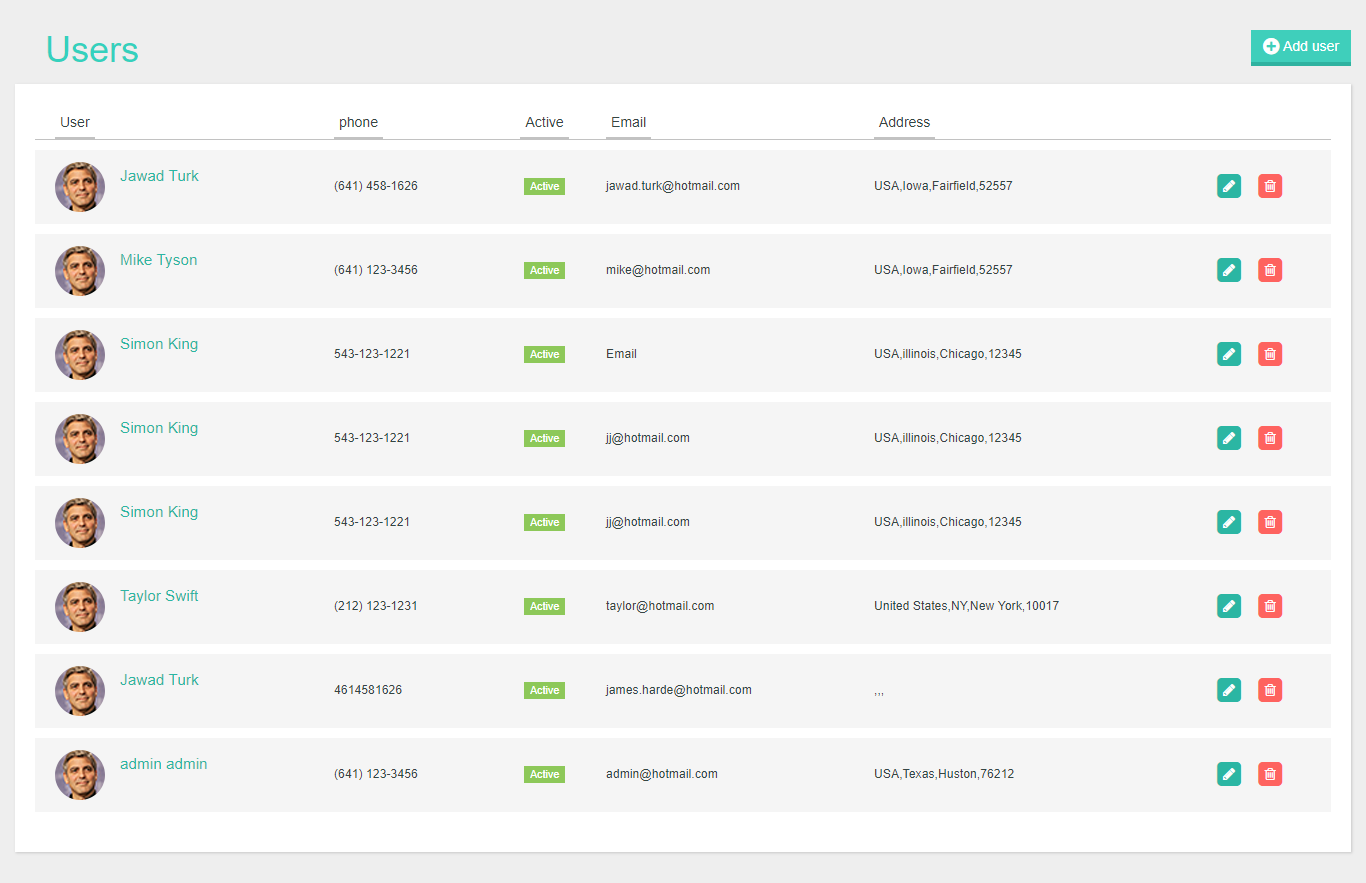 Users
Add user
User phone Active Email Address
Jawad Turk (641) 458-1626 Active jawad.turk@hotmail.com USA,Iowa,Fairfield,52557
Mike Tyson (641) 123-3456 Active mike@hotmail.com USA,Iowa,Fairfield,52557
Simon King 543-123-1221 Active Email USA,illinois,Chicago,12345
Simon King 543-123-1221 Active jj@hotmail.com USA,illinois,Chicago,12345
Simon King 543-123-1221 Active jj@hotmail.com USA,illinois,Chicago,12345
Taylor Swift (212) 123-1231 Active taylor@hotmail.com United States,NY,New York,10017
Jawad Turk 4614581626 Active james.harde@hotmail.com ,,,
admin admin (641) 123-3456 Active admin@hotmail.com USA,Texas,Huston,76212